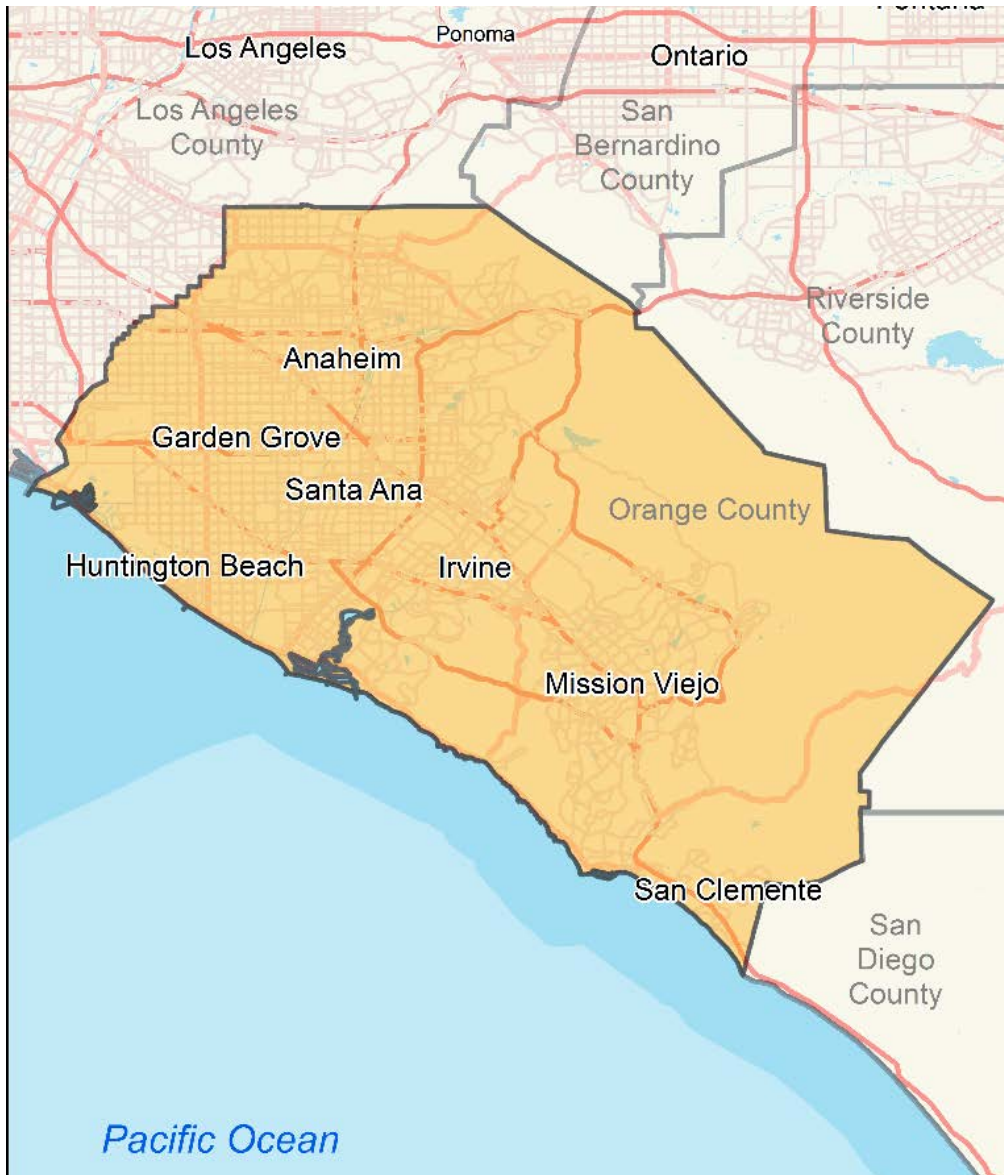 Los Angeles
Ponoma
Ontario
Los Angeles
County
San
Bernardino
County
Riverside
County
Anaheim
Garden Grove
Santa Ana
Orange County
Huntington Beach
Irvine
Mission Viejo
San Clemente
San
Diego
County
Pacific Ocean